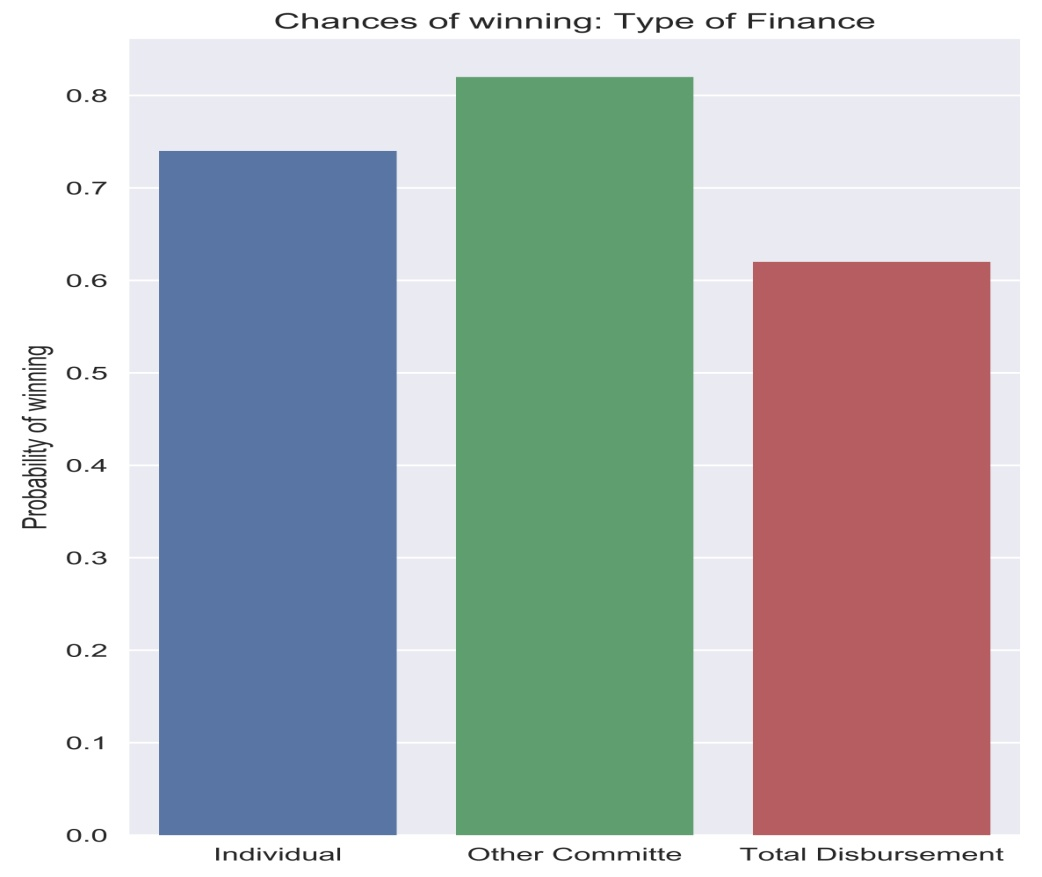 Chances of winning: Type of Finance
Probability of winning
0.8
0.7
0.6
0.5
0.4
0.3
0.2
0.1
0.0
Individual
Other Committe
Total Disbursement